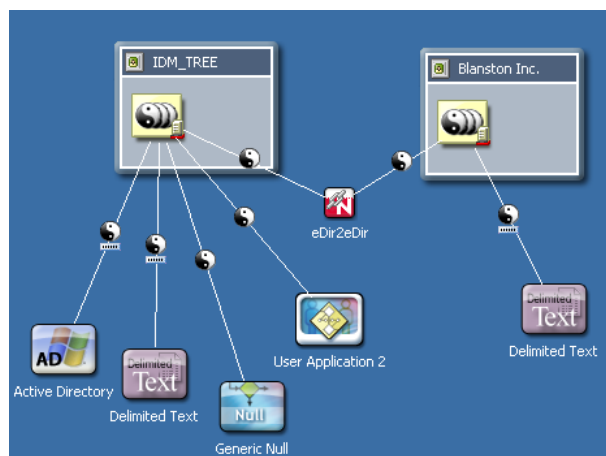 IDM_TREE
Blanston Inc.
N
eDir2eDir
Delimited
Text
Delimited Text
User Application 2
AD
Active Directory
Delimited
Text
Delimited Text
Null
Generic Null